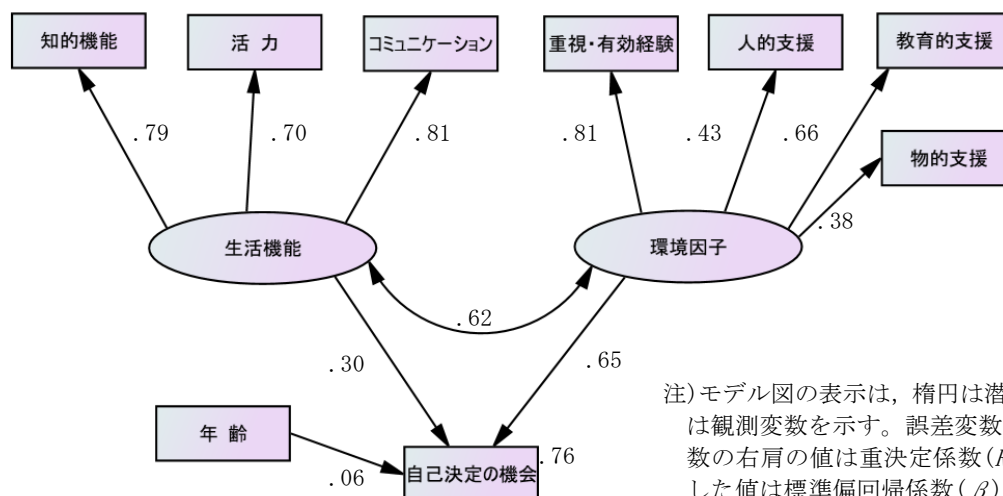 知的機能
活 力
コミュニケーション
重視・有効経験
人的支援
教育的支援
物的支援
.79
.70
.81
.81
.43
.66
.38
生活機能
環境因子
.62
.30
.65
年 齢
.06
自己決定の機会
.76
注)モデル図の表示は, 楕円は潜
は観測変数を示す。誤差変数
数の右肩の値は重決定係数(
した値は標準偏回帰係数(β)